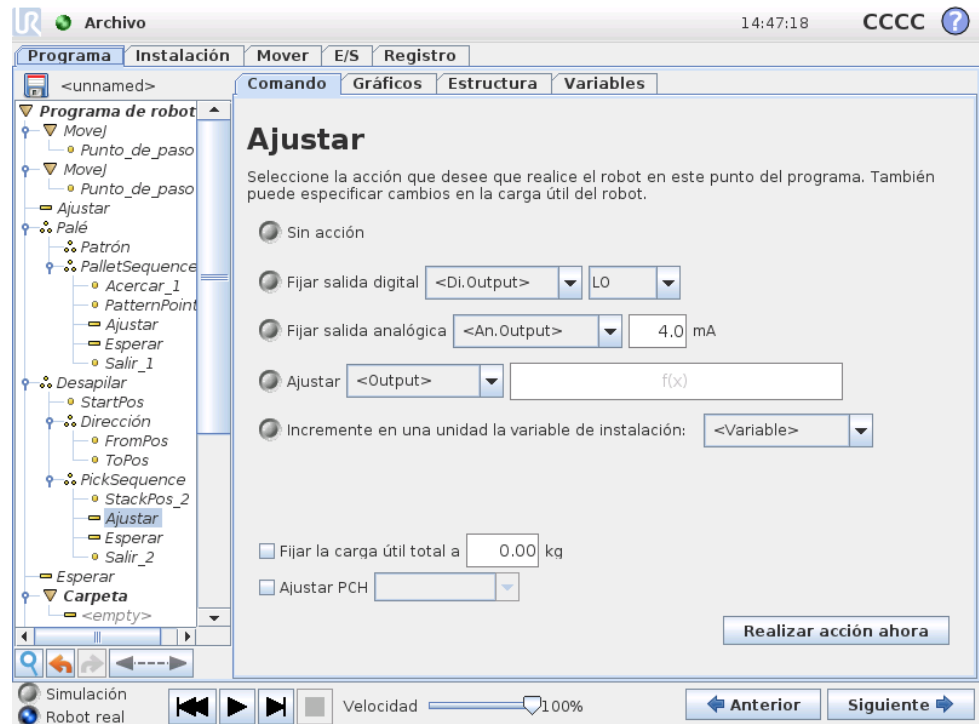 UR Archivo 14:47:18 CCCC ?
Programa Instalación Mover E/S Registro
<unnamed>
Comando Gráficos Estructura Variables
Programa de robot
MoveJ
Punto_de_paso
MoveJ
Punto_de_paso
Ajustar
Palé
Patrón
PalletSequence
Acercar_1
PatternPoint
Ajustar
Esperar
Salir_1
Desapilar
StartPos
Dirección
FromPos
ToPos
PickSequence
StackPos_2
Ajustar
Esperar
Salir_2
Esperar
Carpeta
<empty>
Ajustar
Seleccione la acción que desee que realice el robot en este punto del programa. También
puede especificar cambios en la carga útil del robot.
Sin acción
Fijar salida digital <Di.Output> LO
Fijar salida analógica <An.Output> 4.0 mA
Ajustar <Output> f(x)
Incremente en una unidad la variable de instalación: <Variable>
Fijar la carga útil total a 0.00 kg
Ajustar PCH
Realizar acción ahora
Simulación
Robot real
Velocidad 100%
Anterior Siguiente